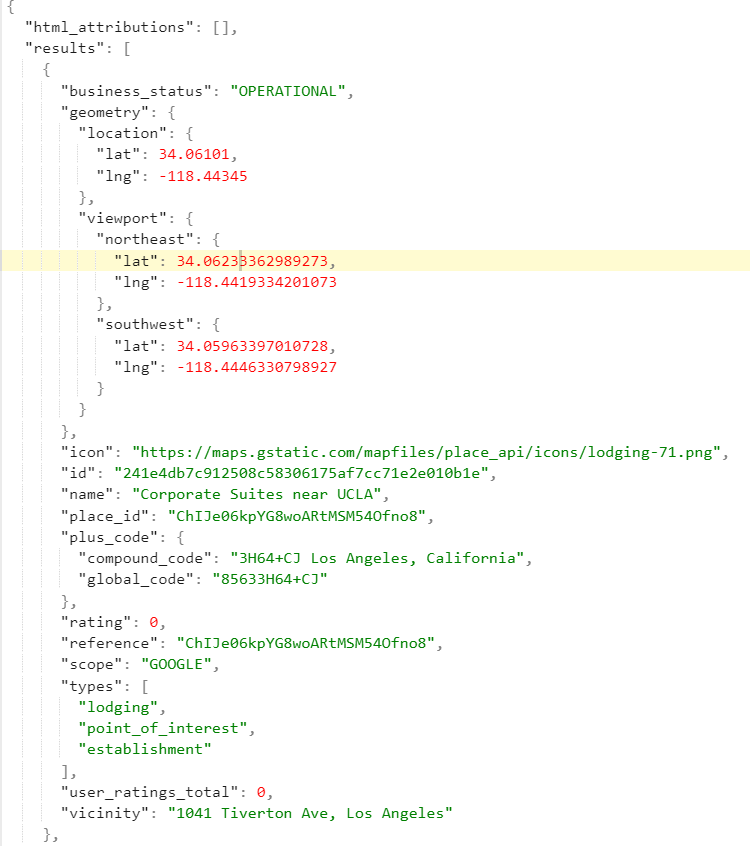 {
"html_attributions": [],
"results": [
{
"business_status": "OPERATIONAL",
"geometry": {
"location": {
"lat": 34.06101,
"lng": -118.44345
},
"viewport": {
"northeast": {
"lat": 34.06233362989273,
"lng": -118.4419334201073
},
"southwest": {
"lat": 34.05963397010728,
"lng": -118.4446330798927
}
}
},
"icon": "https://maps.gstatic.com/mapfiles/place_api/icons/lodging-71.png",
"id": "241e4db7c912508c58306175af7cc71e2e010b1e",
"name": "Corporate Suites near UCLA",
"place_id": "ChIJe06kpYG8woARtMSM54Ofno8",
"plus_code": {
"compound_code": "3H64+CJ Los Angeles, California",
"global_code": "85633H64+CJ"
},
"rating": 0,
"reference": "ChIJe06kpYG8woARtMSM54Ofno8",
"scope": "GOOGLE",
"types": [
"lodging",
"point_of_interest",
"establishment"
],
"user_ratings_total": 0,
"vicinity": "1041 Tiverton Ave, Los Angeles"
},